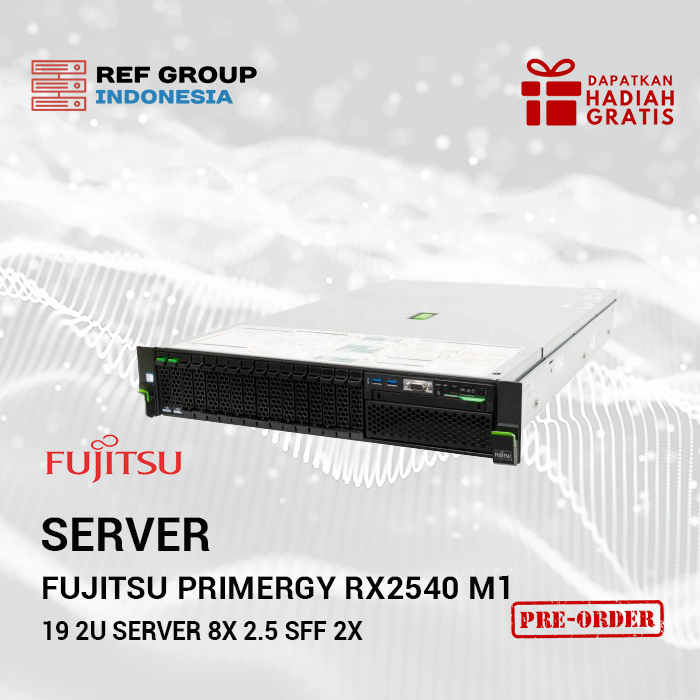 REF GROUP
INDONESIA
DAPATKAN
HADIAH
GRATIS
FUJITSU
FUJITSU
SERVER
FUJITSU PRIMERGY RX2540 M1
19 2U SERVER 8X 2.5 SFF 2X
PRE-ORDER